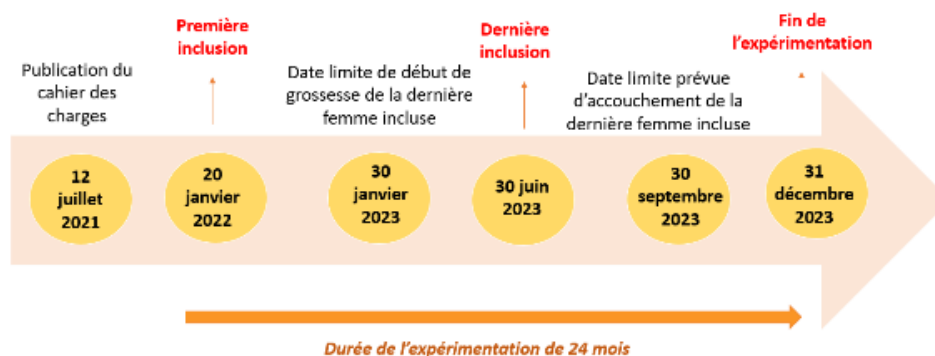 Publication du
cahier des
charges
Première
inclusion
Date limite de début de
grossesse de la dernière
femme incluse
Dernière
inclusion
Date limite prévue
d'accouchement de la
dernière femme incluse
Fin de
l'expérimentation
12
juillet
2021
20
janvier
2022
30
janvier
2023
30 juin
2023
30
septembre
2023
31
décembre
2023
Durée de l'expérimentation de 24 mois